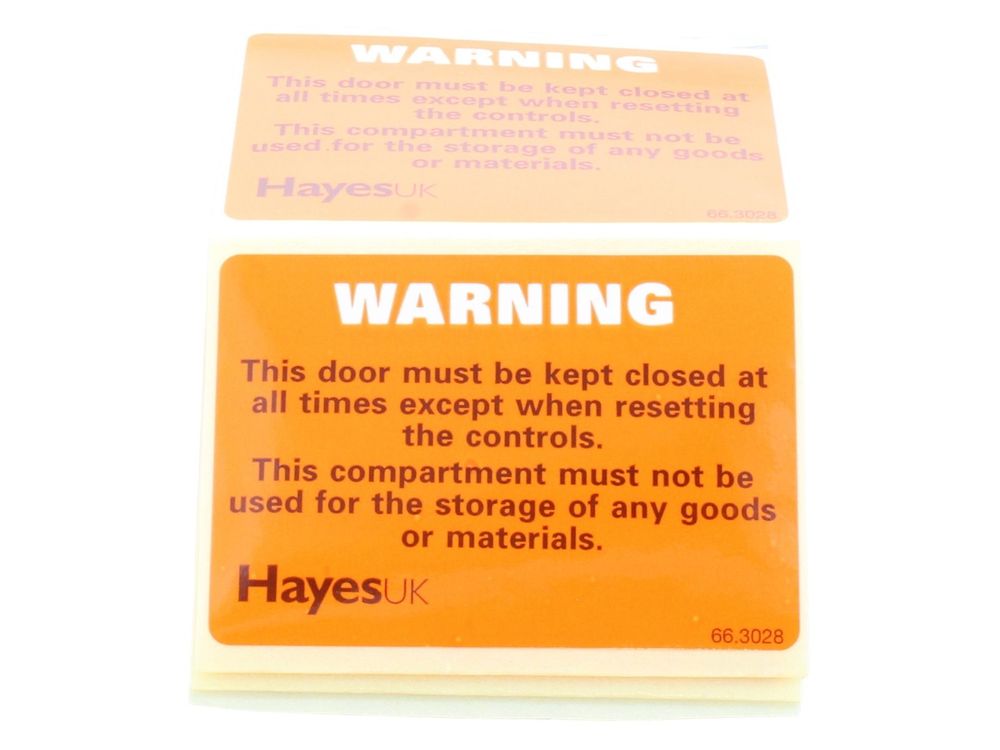 WARNING
This door must be kept closed at
all times except when resetting
the controls.
This compartment must not be
used for the storage of any goods
or materials.
HayesUK
66.3028
WARNING
This door must be kept closed at
all times except when resetting
the controls.
This compartment must not be
used for the storage of any goods
or materials.
HayesUK
66.3028